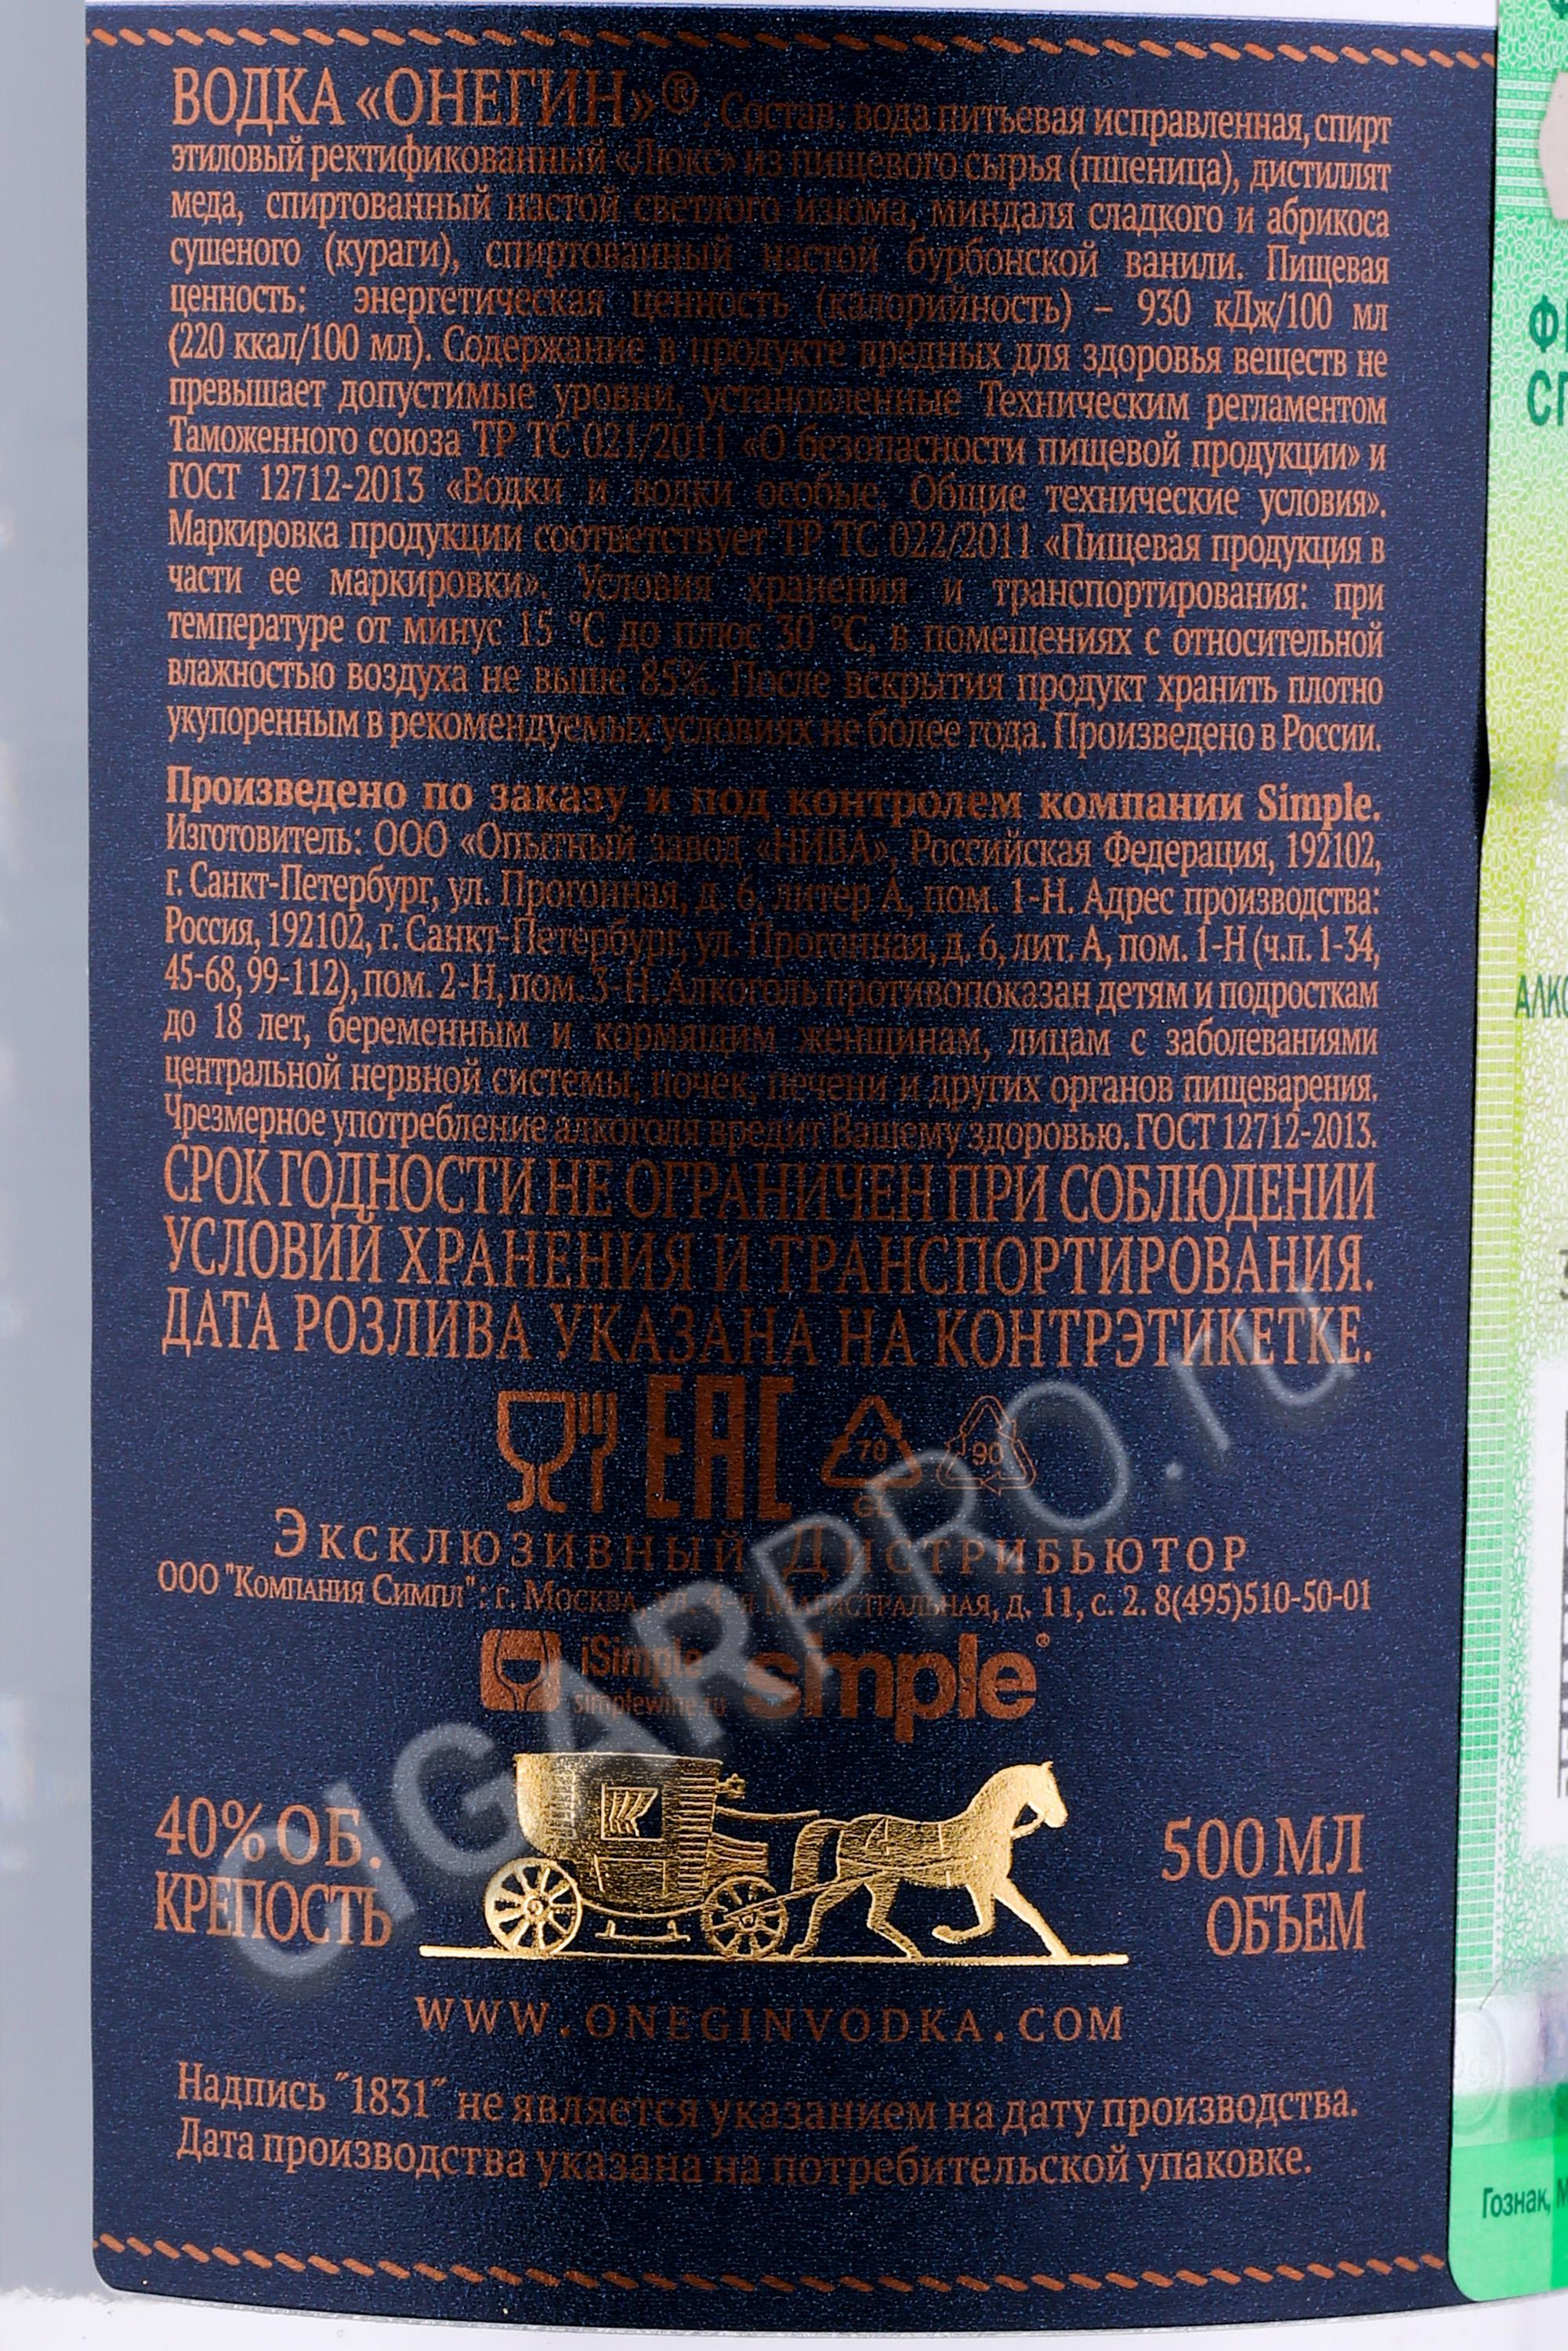 ВОДКА «ОНЕГИН»®. Состав: вода питьевая исправленная, спирт
этиловый ректификованный «Люкс» из пищевого сырья (пшеница), дистиллят
меда, спиртованный настой светлого изюма, миндаля сладкого и абрикоса
сушеного (кураги), спиртованный настой бурбонской ванили. Пищевая
ценность: энергетическая ценность (калорийность) – 930 кДж/100 мл
(220 ккал/100 мл). Содержание в продукте вредных для здоровья веществ не
превышает допустимые уровни, установленные Техническим регламентом
Таможенного союза ТР ТС 021/2011 «О безопасности пищевой продукции» и
ГОСТ 12712-2013 «Водки и водки особые. Общие технические условия».
Маркировка продукции соответствует ТР ТС 022/2011 «Пищевая продукция в
части ее маркировки». Условия хранения и транспортирования: при
температуре от минус 15 °С до плюс 30 °С, в помещениях с относительной
влажностью воздуха не выше 85%. После вскрытия продукт хранить плотно
укупоренным в рекомендуемых условиях не более года. Произведено в России.
Произведено по заказу и под контролем компании Simple.
Изготовитель: ООО «Опытный завод «НИВА», Российская Федерация, 192102,
г. Санкт-Петербург, ул. Прогонная, д. 6, литер А, пом. 1-Н. Адрес производства:
Россия, 192102, г. Санкт-Петербург, ул. Прогонная, д. 6, лит. А, пом. 1-Н (ч.п. 1-34,
45-68, 99-112), пом. 2-Н, пом. 3-Н. Алкоголь противопоказан детям и подросткам
до 18 лет, беременным и кормящим женщинам, лицам с заболеваниями
центральной нервной системы, почек, печени и других органов пищеварения.
Чрезмерное употребление алкоголя вредит Вашему здоровью. ГОСТ 12712-2013.
СРОК ГОДНОСТИ НЕ ОГРАНИЧЕН ПРИ СОБЛЮДЕНИИ
УСЛОВИЙ ХРАНЕНИЯ И ТРАНСПОРТИРОВАНИЯ.
ДАТА РОЗЛИВА УКАЗАНА НА КОНТРЭТИКЕТКЕ.
EAC 70 90
GL
ЭКСКЛЮЗИВНЫЙ ДИСТРИБЬЮТОР
ООО "КОМПАНИЯ СИМПЛ": г. МОСКВА, УЛ. 4-я МАГИСТРАЛЬНАЯ, д. 11, с. 2. 8(495)510-50-01
iSimple simple®
simplewine.ru
40% ОБ.
КРЕПОСТЬ
500 МЛ
ОБЪЕМ
WWW.ONEGINVODKA.COM
Надпись "1831" не является указанием на дату производства.
Дата производства указана на потребительской упаковке.
CIGARPRO.ru
Гознак,